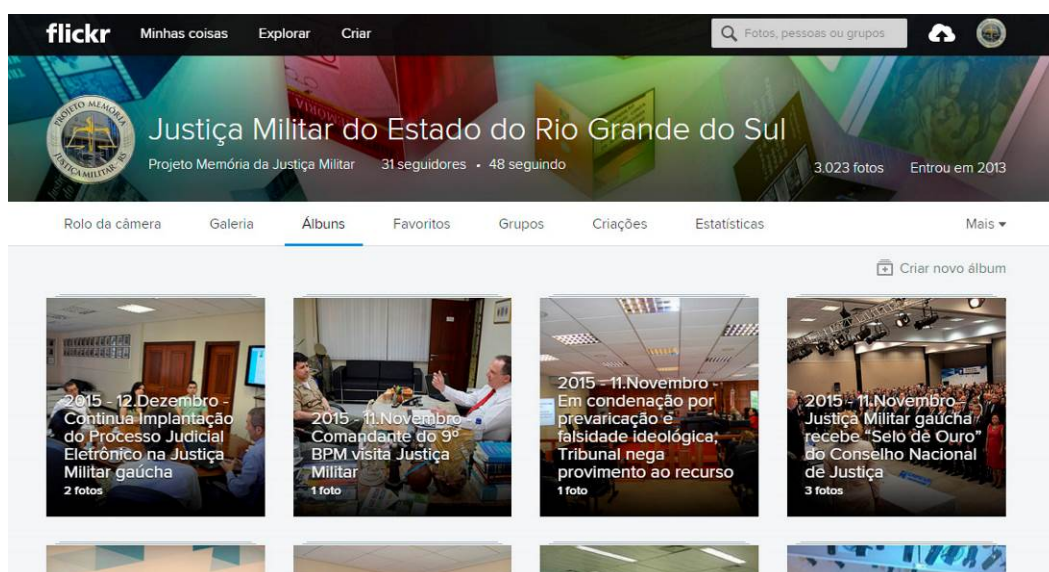 flickr Minhas coisas Explorar Criar Fotos, pessoas ou grupos
PROJETO MEMÓRIA
JUSTIÇA MILITAR - RS
Justiça Militar do Estado do Rio Grande do Sul
Projeto Memória da Justiça Militar 31 seguidores • 48 seguindo 3.023 fotos Entrou em 2013
Rolo da câmera Galeria Álbuns Favoritos Grupos Criações Estatísticas Mais
Criar novo álbum
2015 - 12.Dezembro -
Continua Implantação
do Processo Judicial
Eletrônico na Justiça
Militar gaúcha
2 fotos
2015 - 11.Novembro -
Comandante do 9º
BPM visita Justiça
Militar
1 foto
2015 - 11.Novembro -
Em condenação por
prevaricação e
falsidade ideológica,
Tribunal nega
provimento ao recurso
1 foto
2015 - 11.Novembro -
Justiça Militar gaúcha
recebe "Selo de Ouro"
do Conselho Nacional
de Justiça
3 fotos